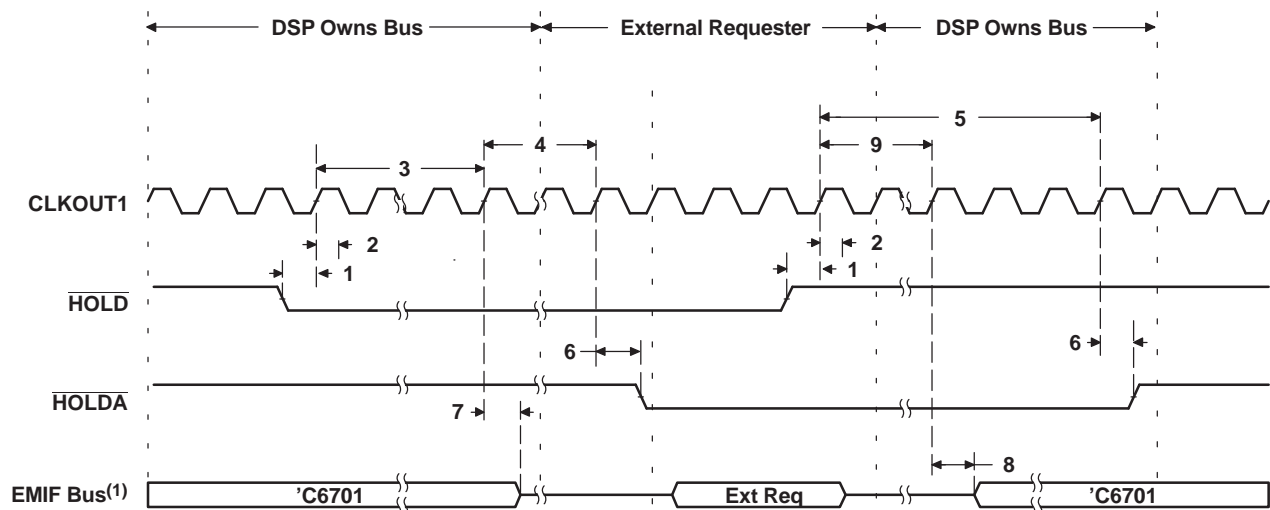 DSP Owns Bus
External Requester
DSP Owns Bus
5
4
9
3
CLKOUT1
2
2
1
1
HOLD
6
6
HOLDA
7
8
EMIF Bus(1)
’C6701
Ext Req
’C6701